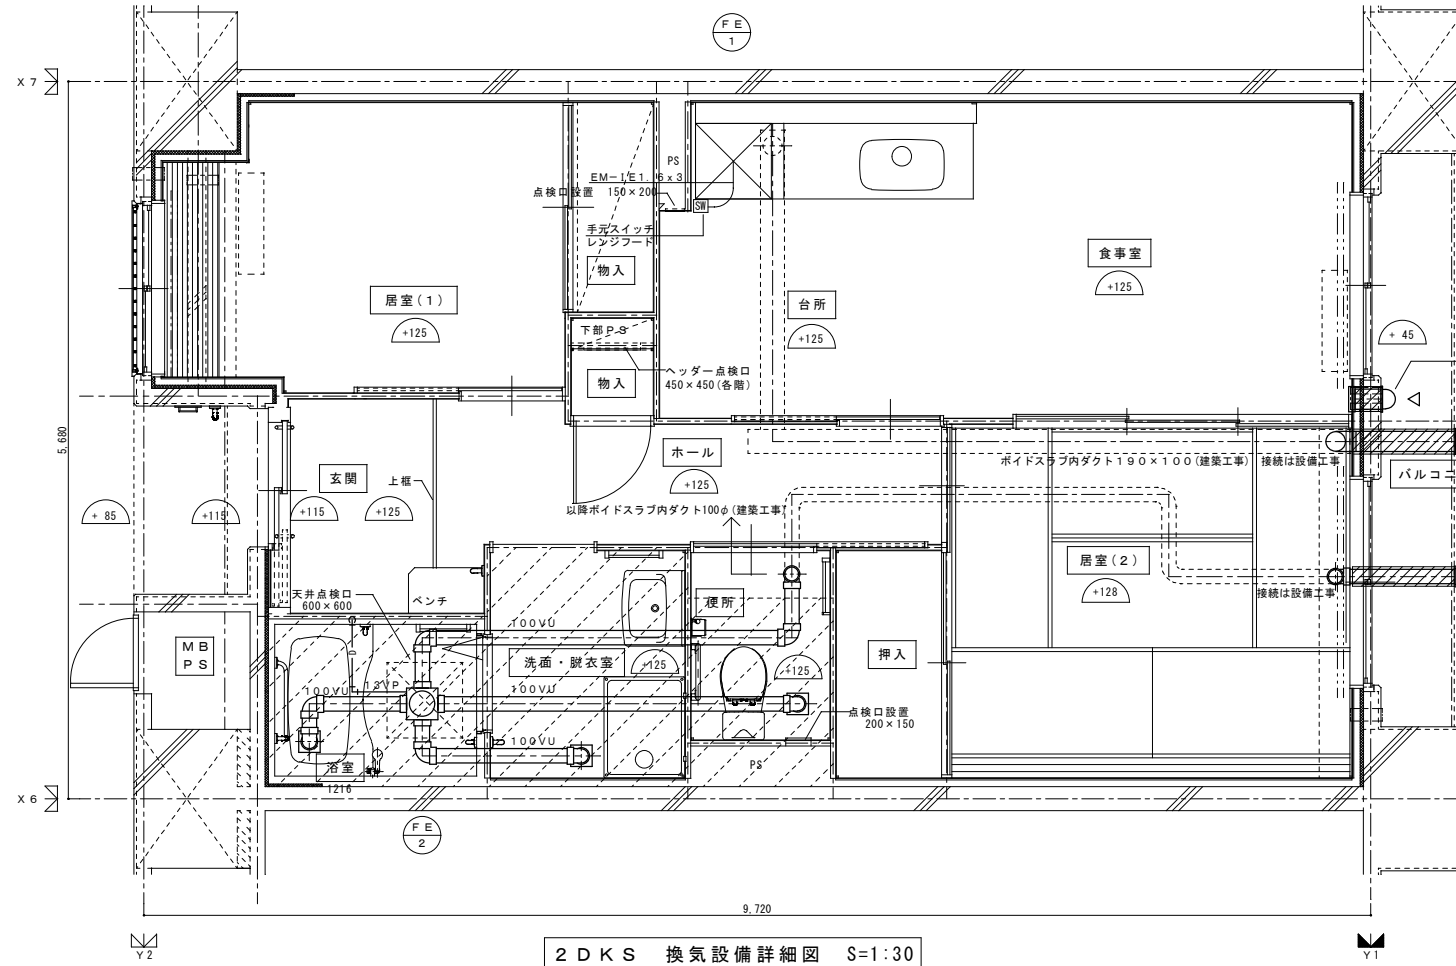 FE
1
X7
PS
EM-IE1.6x3
点検口設置 150×200
SW
手元スイッチ
レンジフード
食事室
+125
物入
居室(1)
+125
台所
+125
下部PS
+45
ヘッダー点検口
450×450(各階)
物入
5,680
ホール
+125
ボイドスラブ内ダクト190×100(建築工事) 接続は設備工事
バルコニ
玄関
上框
+85
+115
+115
+125
以降ボイドスラブ内ダクト100φ(建築工事)
居室(2)
+128
接続は設備工事
天井点検口
600×600
ベンチ
便所
100VU
MB
PS
洗面・脱衣室
+125
+125
押入
100VU
13VP
100VU
点検口設置
200×150
100VU
浴室
1216
PS
X6
FE
2
9,720
Y2
Y1
2DKS 換気設備詳細図 S=1:30